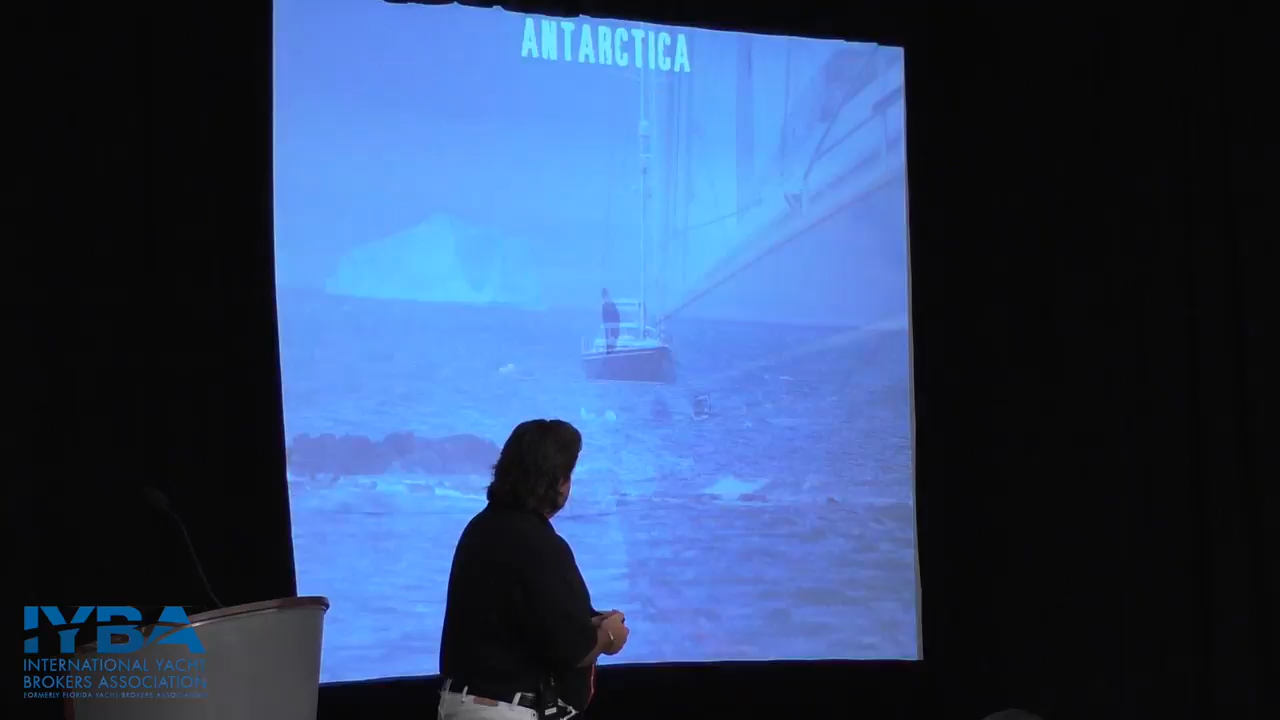 ANTARCTICA
IYBA
INTERNATIONAL YACHT
BROKERS ASSOCIATION
FORMERLY FLORIDA YACHT BROKERS ASSOCIATION